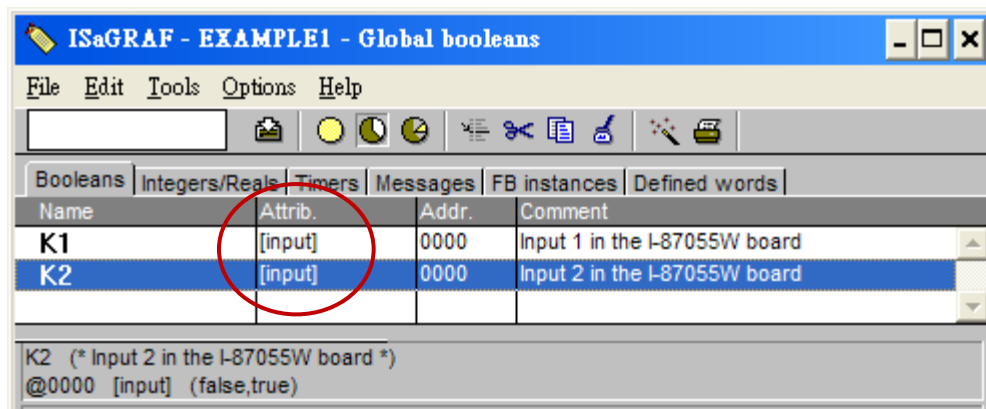 ISaGRAF - EXAMPLE1 - Global booleans
File Edit Tools Options Help
Booleans Integers/Reals Timers Messages FB instances Defined words
Name Attrib. Addr. Comment
K1 [input] 0000 Input 1 in the I-87055W board
K2 [input] 0000 Input 2 in the I-87055W board
K2 (* Input 2 in the I-87055W board *)
@0000 [input] (false,true)